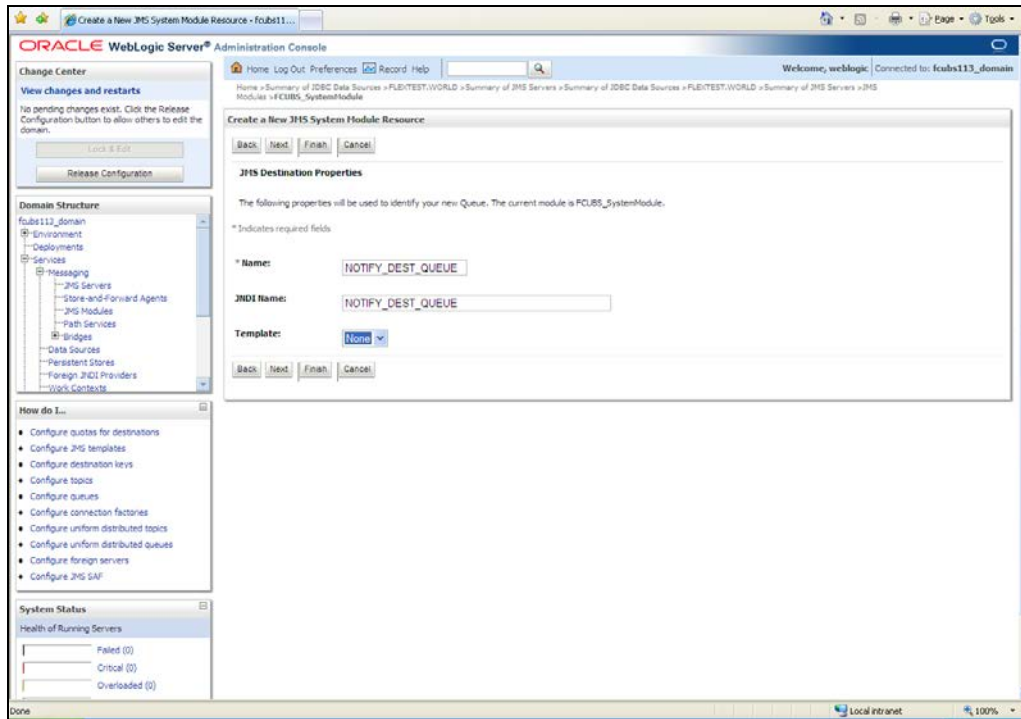 Create a New JMS System Module Resource - fcubs11...
Page
Tools
ORACLE WebLogic Server® Administration Console
Change Center
View changes and restarts
No pending changes exist. Click the Release
Configuration button to allow others to edit the
domain.
Lock & Edit
Release Configuration
Domain Structure
fcubs113_domain
Environment
Deployments
Services
Messaging
JMS Servers
Store-and-Forward Agents
JMS Modules
Path Services
Bridges
Data Sources
Persistent Stores
Foreign JNDI Providers
Work Contexts
How do I...
Configure quotas for destinations
Configure JMS templates
Configure destination keys
Configure topics
Configure queues
Configure connection factories
Configure uniform distributed topics
Configure uniform distributed queues
Configure foreign servers
Configure JMS SAF
System Status
Health of Running Servers
Failed (0)
Critical (0)
Overloaded (0)
Home Log Out Preferences Record Help
Welcome, weblogic Connected to: fcubs113_domain
Home >Summary of JDBC Data Sources >FLEXTEST.WORLD >Summary of JMS Servers >Summary of JDBC Data Sources >FLEXTEST.WORLD >Summary of JMS Servers >JMS
Modules >FCUBS_SystemModule
Create a New JMS System Module Resource
Back Next Finish Cancel
JMS Destination Properties
The following properties will be used to identify your new Queue. The current module is FCUBS_SystemModule.
* Indicates required fields
* Name: NOTIFY_DEST_QUEUE
JNDI Name: NOTIFY_DEST_QUEUE
Template: None
Back Next Finish Cancel
Done
Local intranet
100%